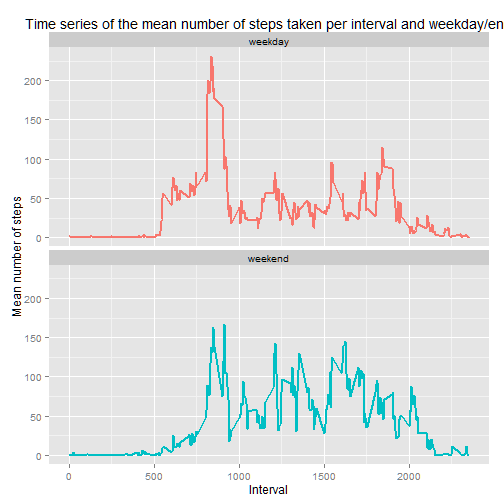 Time series of the mean number of steps taken per interval and weekday/en
weekday
200
150
100
50
0
Mean number of steps
weekend
200
150
100
50
0
0 500 1000 1500 2000
Interval